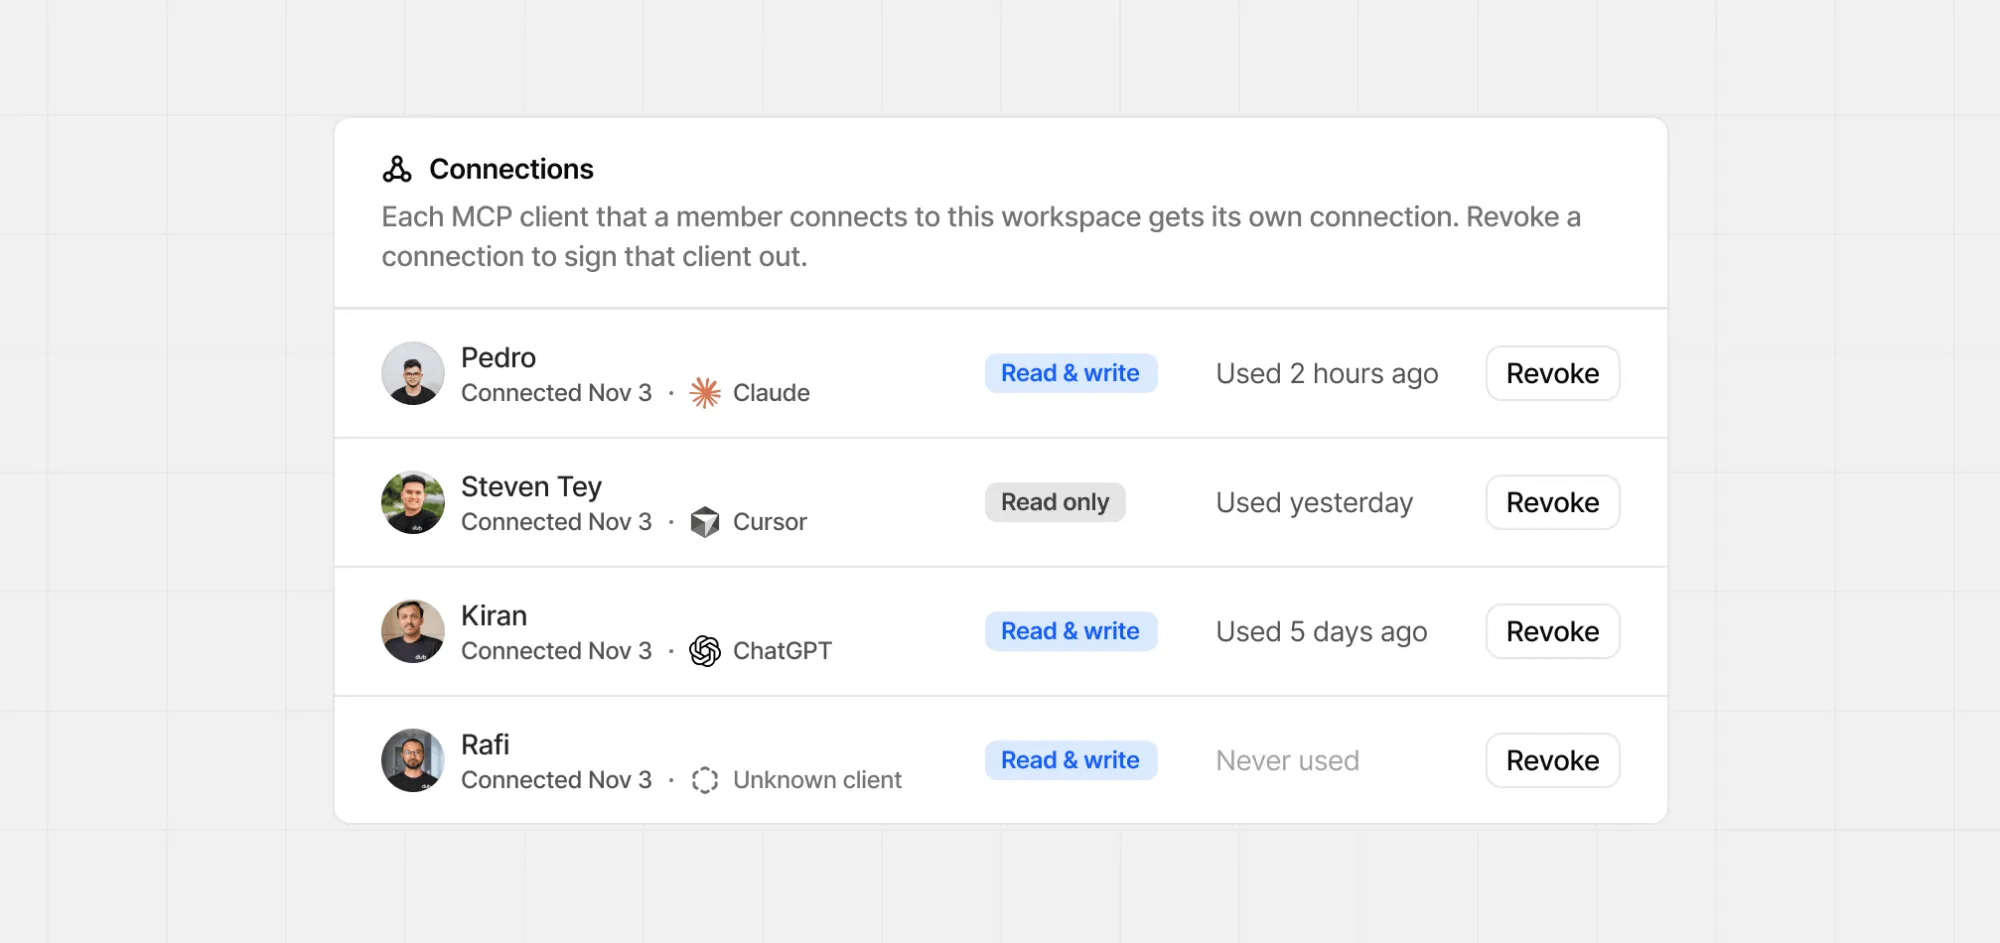 Connections
Each MCP client that a member connects to this workspace gets its own connection. Revoke a
connection to sign that client out.
Pedro
Connected Nov 3 · Claude
Read & write
Used 2 hours ago
Revoke
Steven Tey
Connected Nov 3 · Cursor
Read only
Used yesterday
Revoke
Kiran
Connected Nov 3 · ChatGPT
Read & write
Used 5 days ago
Revoke
Rafi
Connected Nov 3 · Unknown client
Read & write
Never used
Revoke